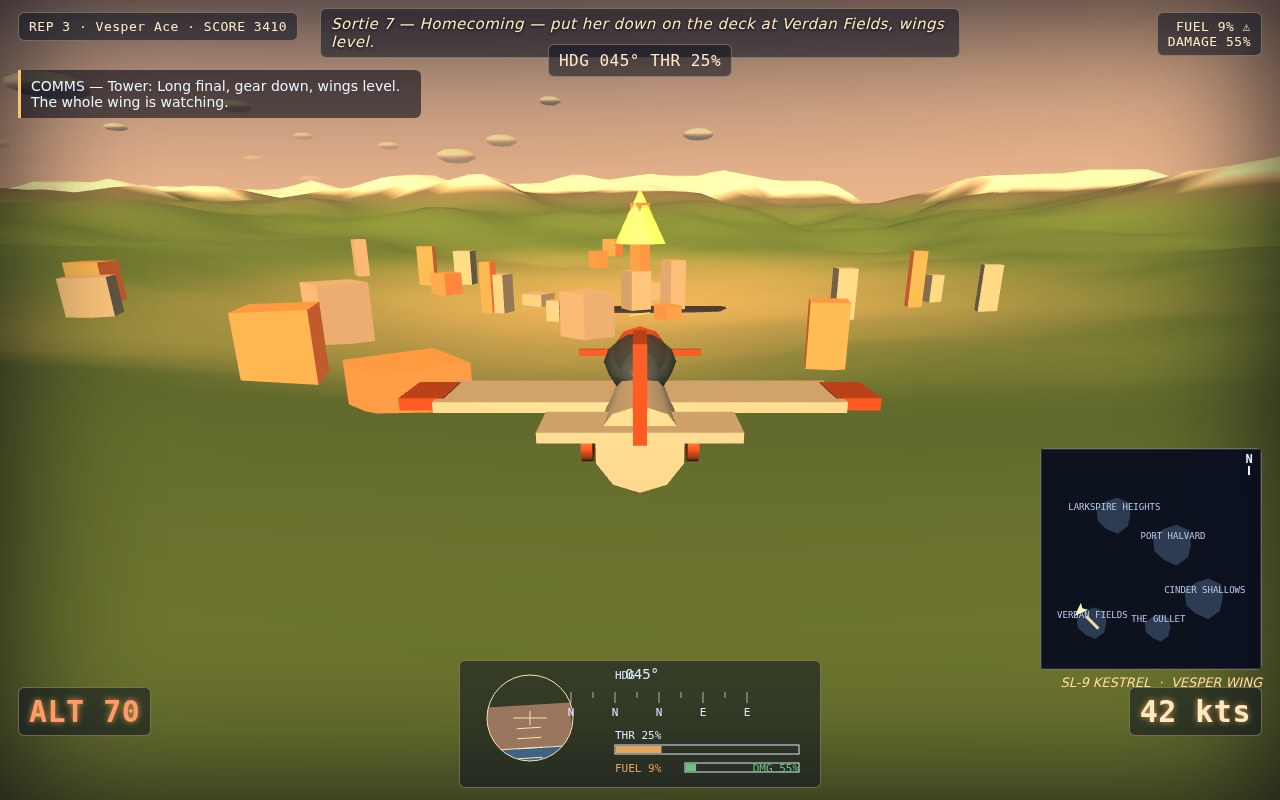 REP 3 · Vesper Ace · SCORE 3410
Sortie 7 — Homecoming — put her down on the deck at Verdan Fields, wings
level.
FUEL 9% ⚠
DAMAGE 55%
HDG 045° THR 25%
COMMS — Tower: Long final, gear down, wings level.
The whole wing is watching.
N
LARKSPIRE HEIGHTS
PORT HALVARD
CINDER SHALLOWS
VERDAN FIELDS
THE GULLET
SL-9 KESTREL · VESPER WING
ALT 70
42 kts
HDG 045°
N N N E E
THR 25%
FUEL 9%
DMG 55%